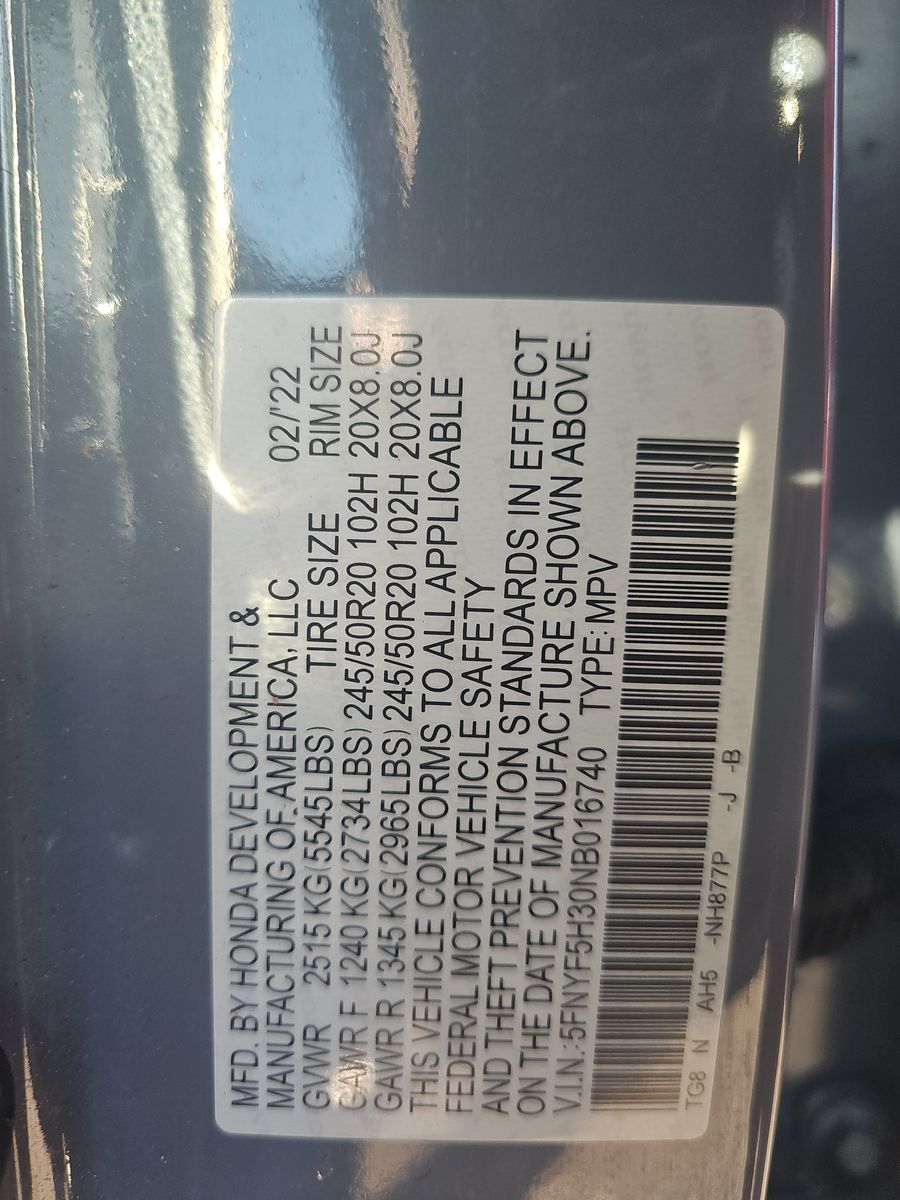 MFD. BY HONDA DEVELOPMENT &
MANUFACTURING OF AMERICA, LLC 02/'22
GVWR 2515 KG(5545LBS) TIRE SIZE RIM SIZE
GAWR F 1240 KG(2734LBS) 245/50R20 102H 20X8.0J
GAWR R 1345 KG(2965LBS) 245/50R20 102H 20X8.0J
THIS VEHICLE CONFORMS TO ALL APPLICABLE
FEDERAL MOTOR VEHICLE SAFETY
AND THEFT PREVENTION STANDARDS IN EFFECT
ON THE DATE OF MANUFACTURE SHOWN ABOVE.
V.I.N.: 5FNYF5H30NB016740 TYPE: MPV
TG8 N AH5 -NH877P -J -B